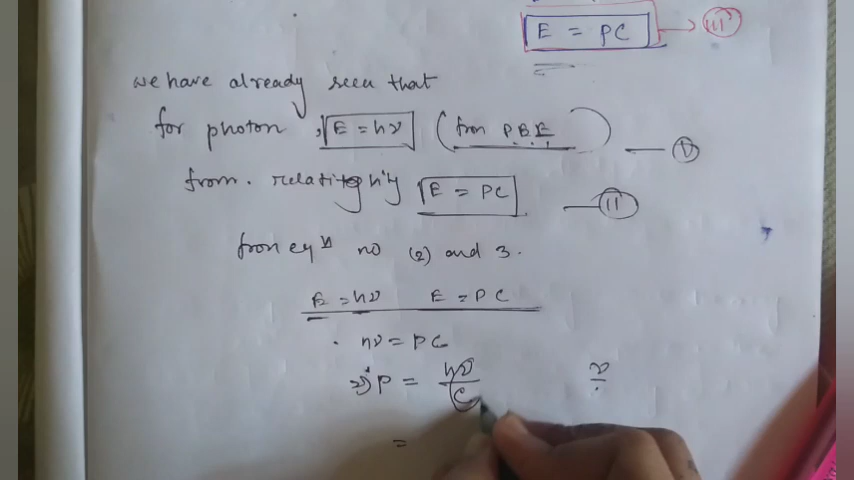 E = PC (III)
we have already seen that
for photon, E = hν (from P.E.E) — (V)
from. relativity E = PC — (II)
from eqn no (2) and 3.
E = hν E = PC
hν = PC
⇒ P = hν/C ν
=